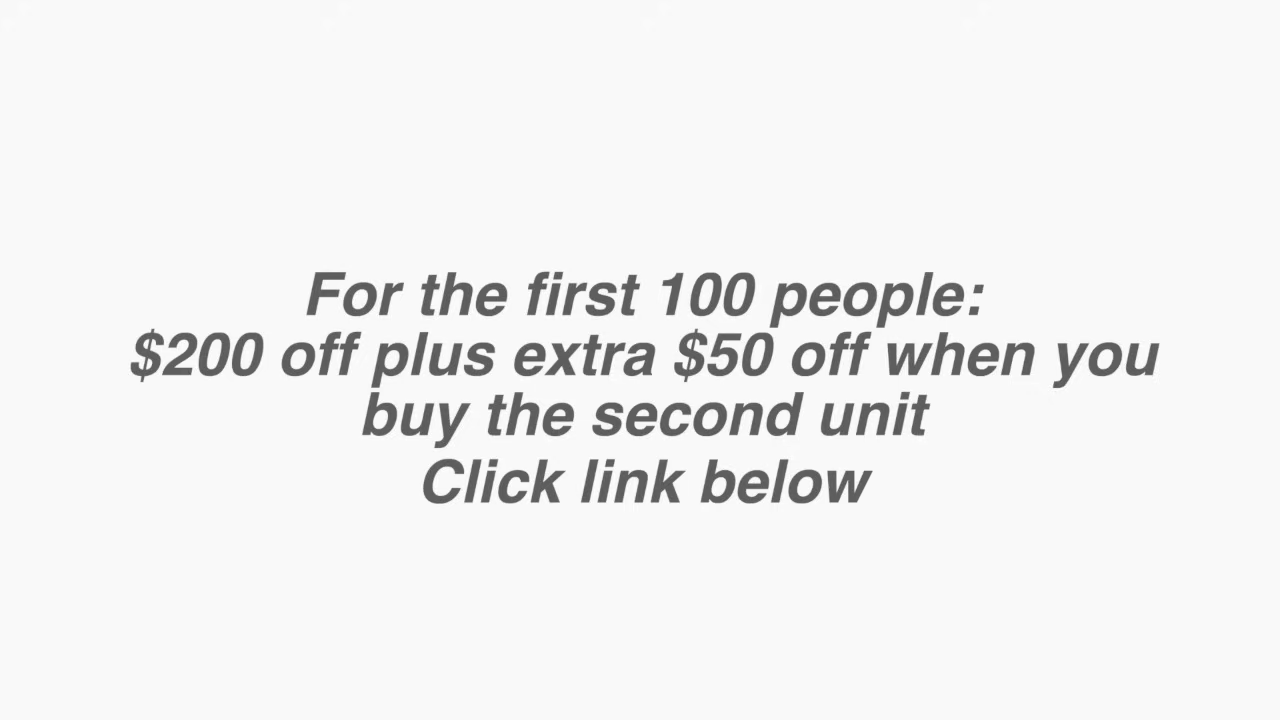 For the first 100 people:
$200 off plus extra $50 off when you
buy the second unit
Click link below